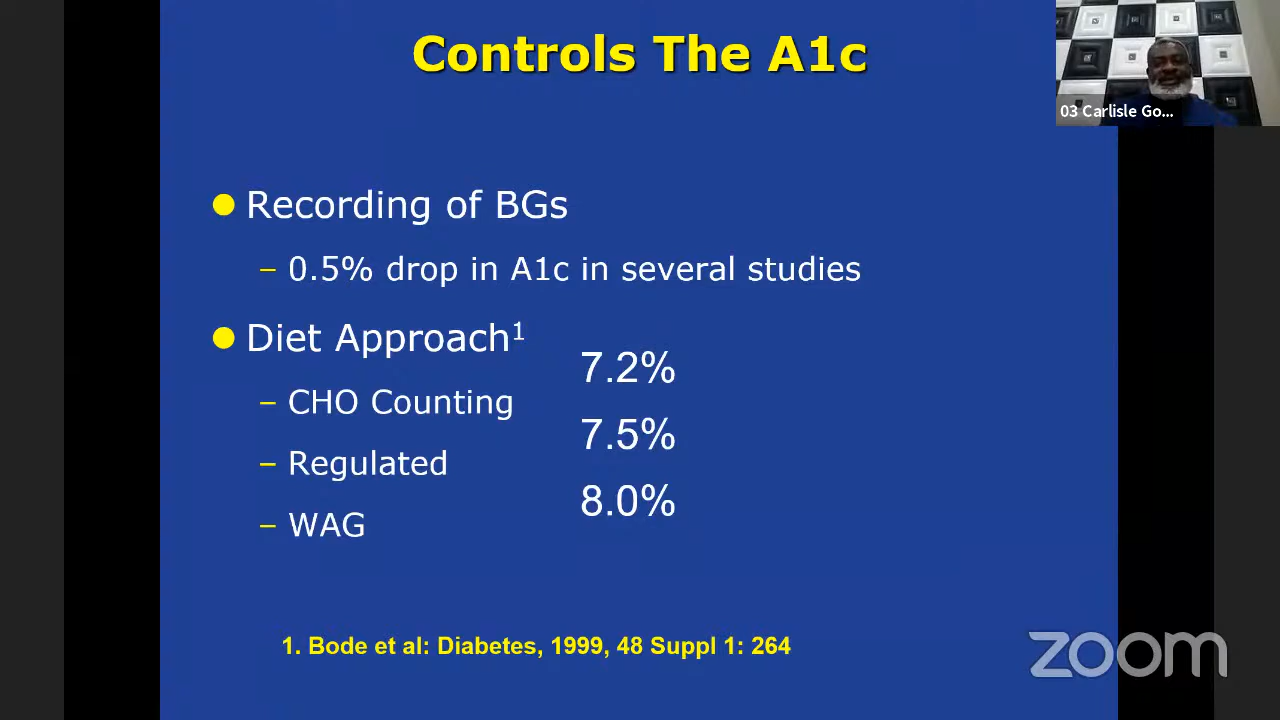 Controls The A1c
03 Carlisle Go...
Recording of BGs
– 0.5% drop in A1c in several studies
Diet Approach1
7.2%
– CHO Counting
7.5%
– Regulated
8.0%
– WAG
1. Bode et al: Diabetes, 1999, 48 Suppl 1: 264
zoom